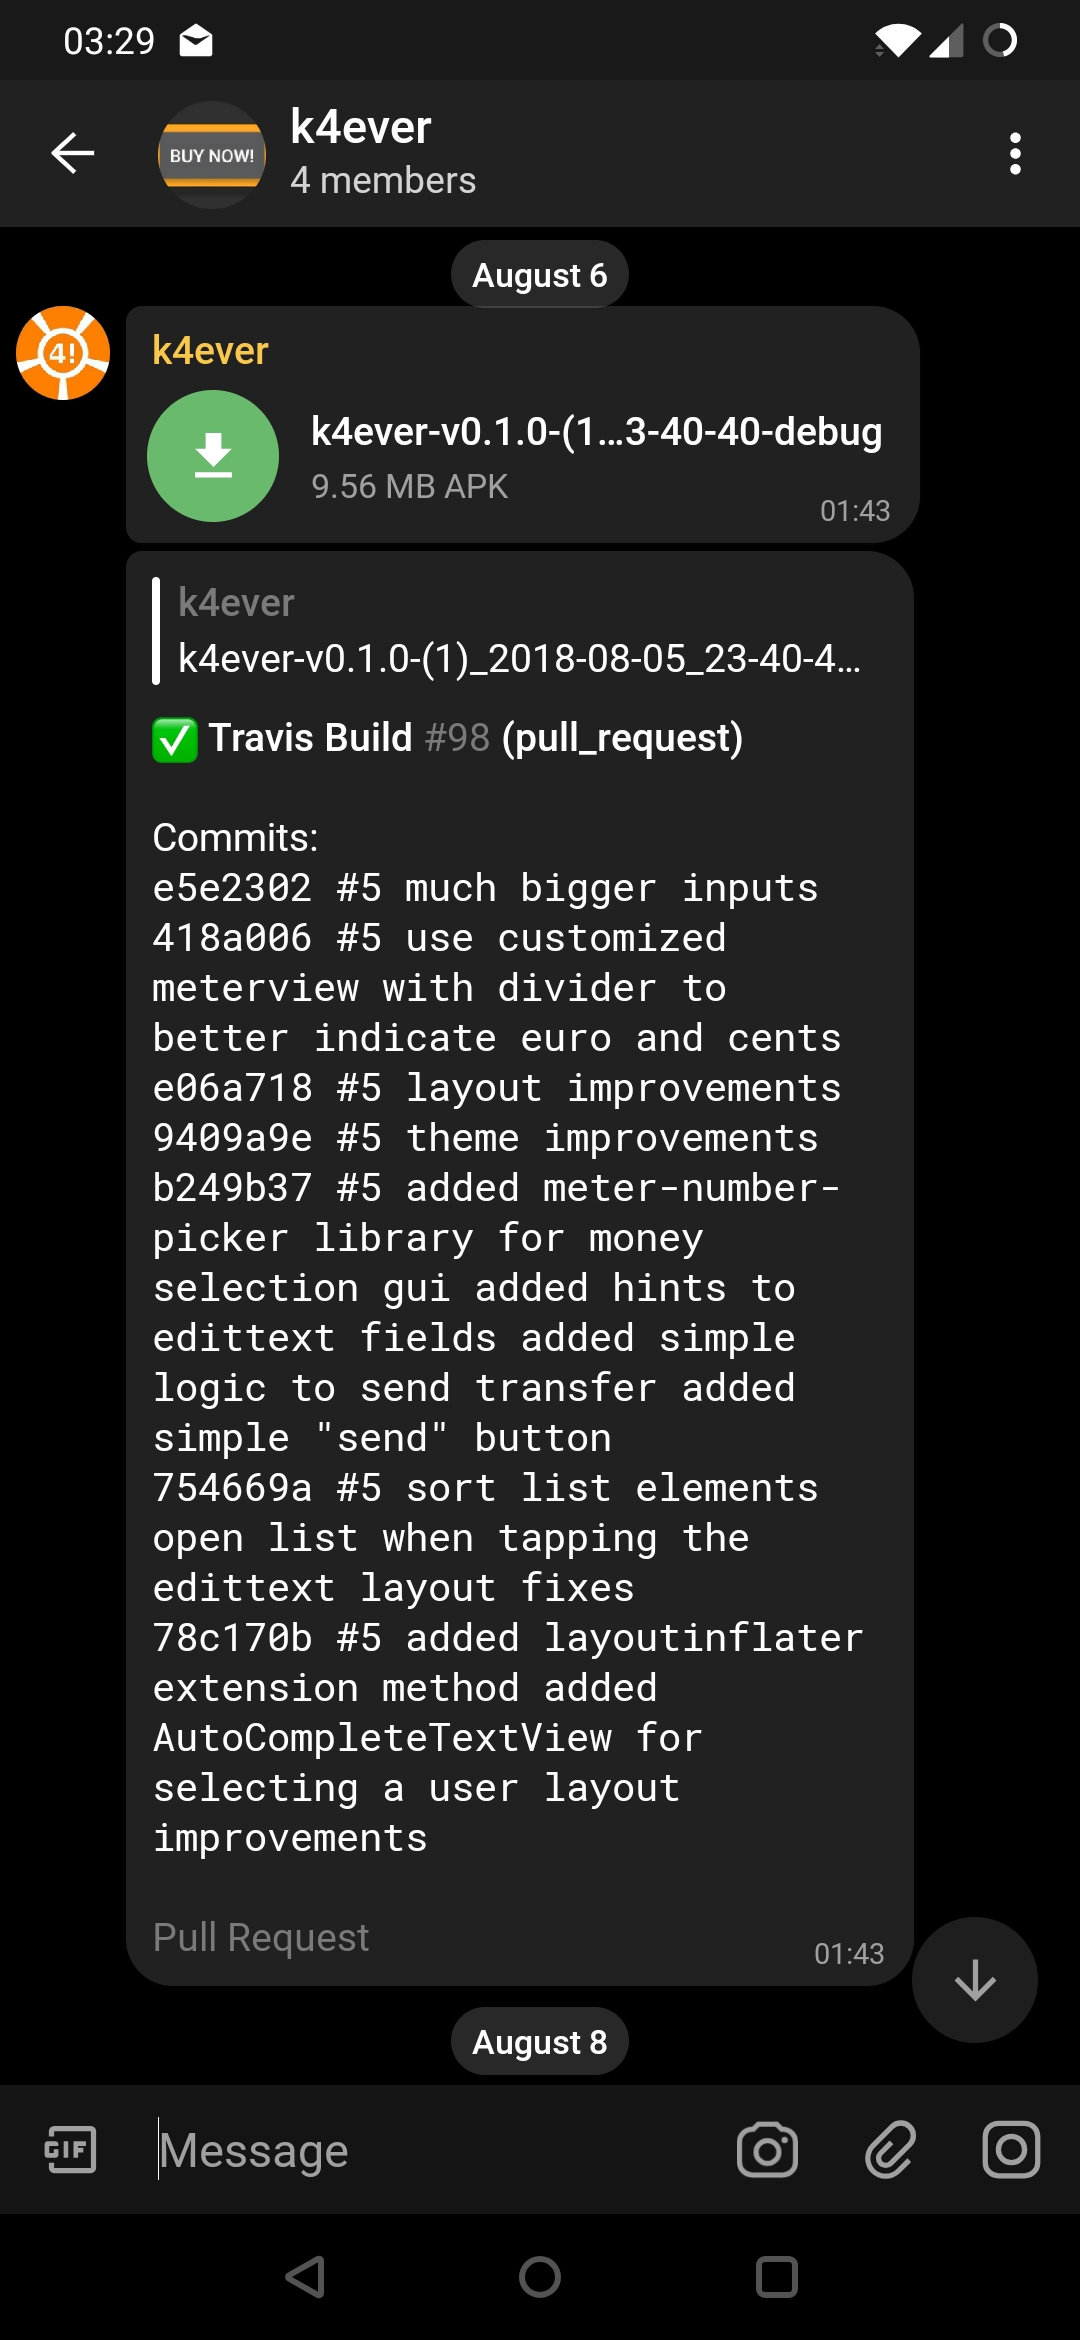 03:29
BUY NOW!
k4ever
4 members
August 6
4!
k4ever
k4ever-v0.1.0-(1...3-40-40-debug
9.56 MB APK
01:43
k4ever
k4ever-v0.1.0-(1)_2018-08-05_23-40-4...
✅ Travis Build #98 (pull_request)
Commits:
e5e2302 #5 much bigger inputs
418a006 #5 use customized
meterview with divider to
better indicate euro and cents
e06a718 #5 layout improvements
9409a9e #5 theme improvements
b249b37 #5 added meter-number-
picker library for money
selection gui added hints to
edittext fields added simple
logic to send transfer added
simple "send" button
754669a #5 sort list elements
open list when tapping the
edittext layout fixes
78c170b #5 added layoutinflater
extension method added
AutoCompleteTextView for
selecting a user layout
improvements
Pull Request
01:43
August 8
GIF
Message